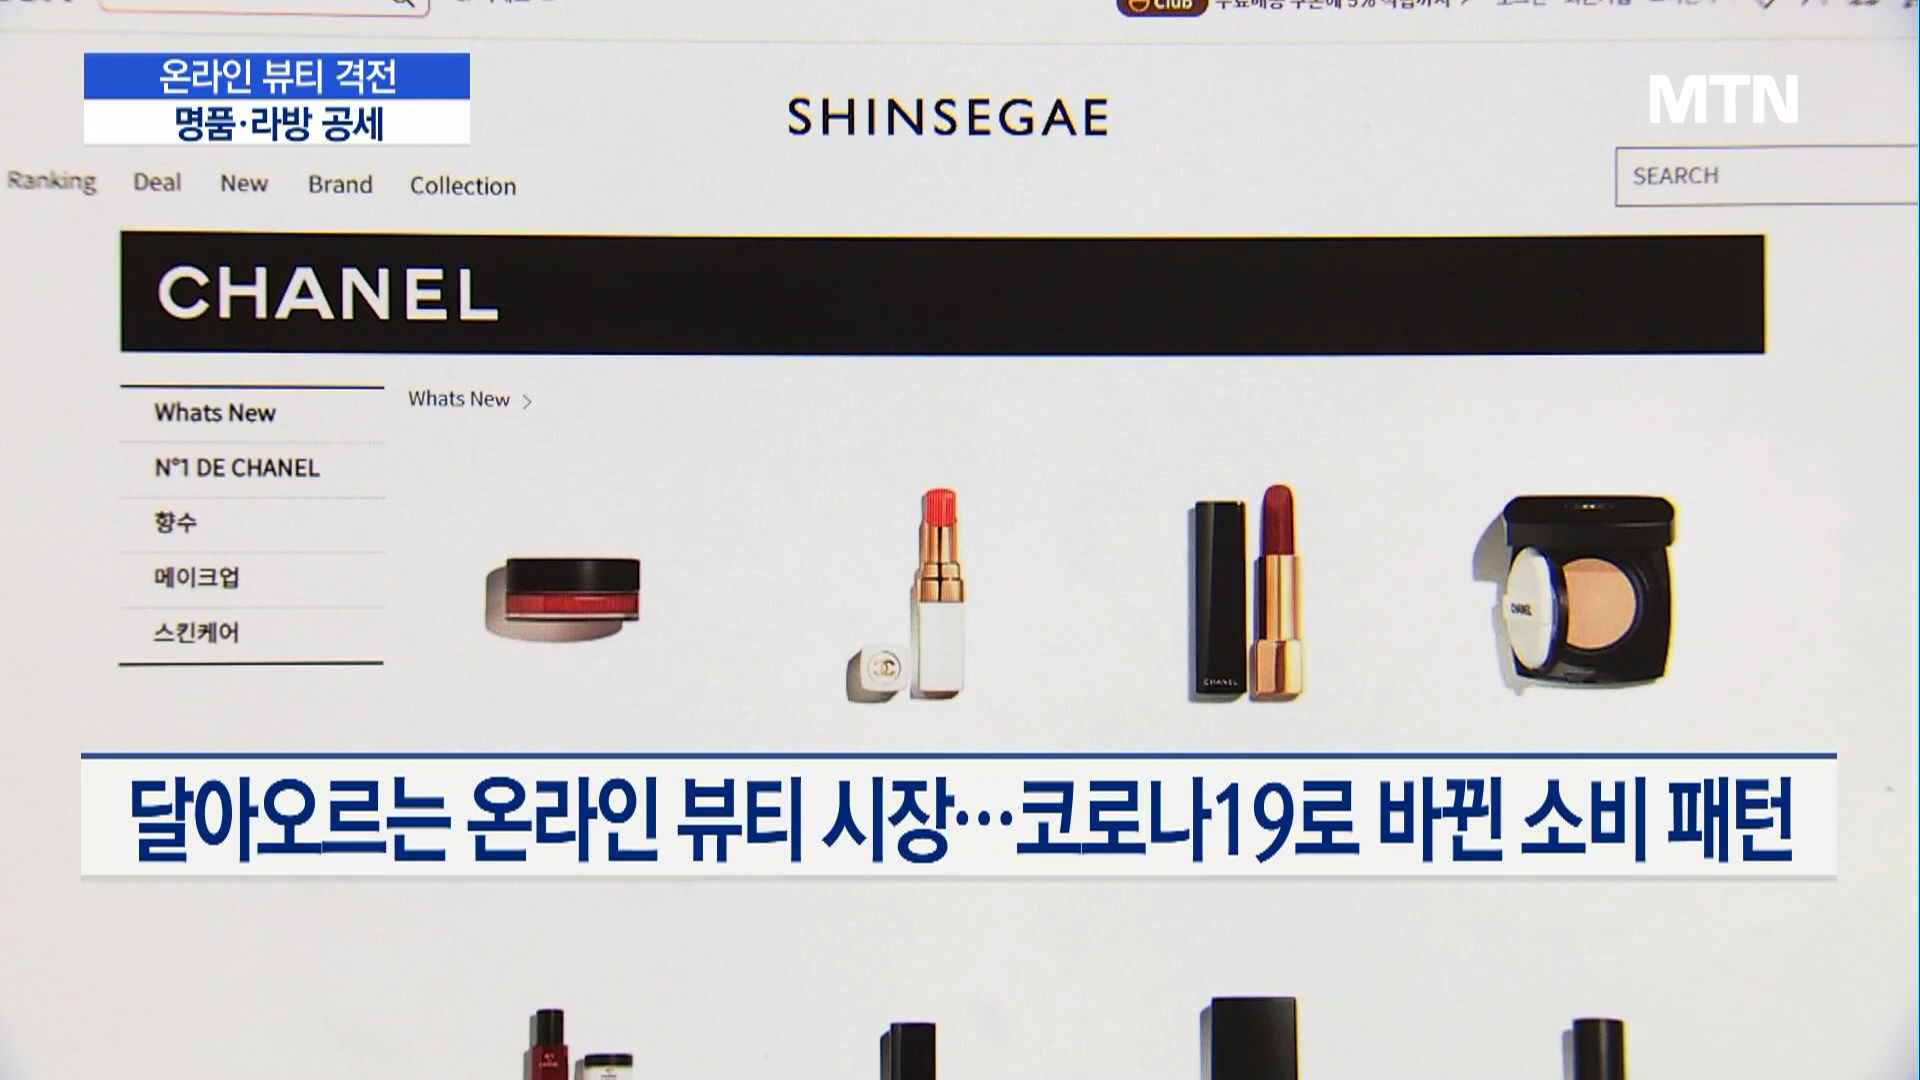 Club
온라인 뷰티 격전
명품·라방 공세
SHINSEGAE
MTN
Ranking Deal New Brand Collection
SEARCH
CHANEL
Whats New
Whats New >
N°1 DE CHANEL
향수
메이크업
스킨케어
CHANEL
CHANEL
달아오르는 온라인 뷰티 시장…코로나19로 바뀐 소비 패턴